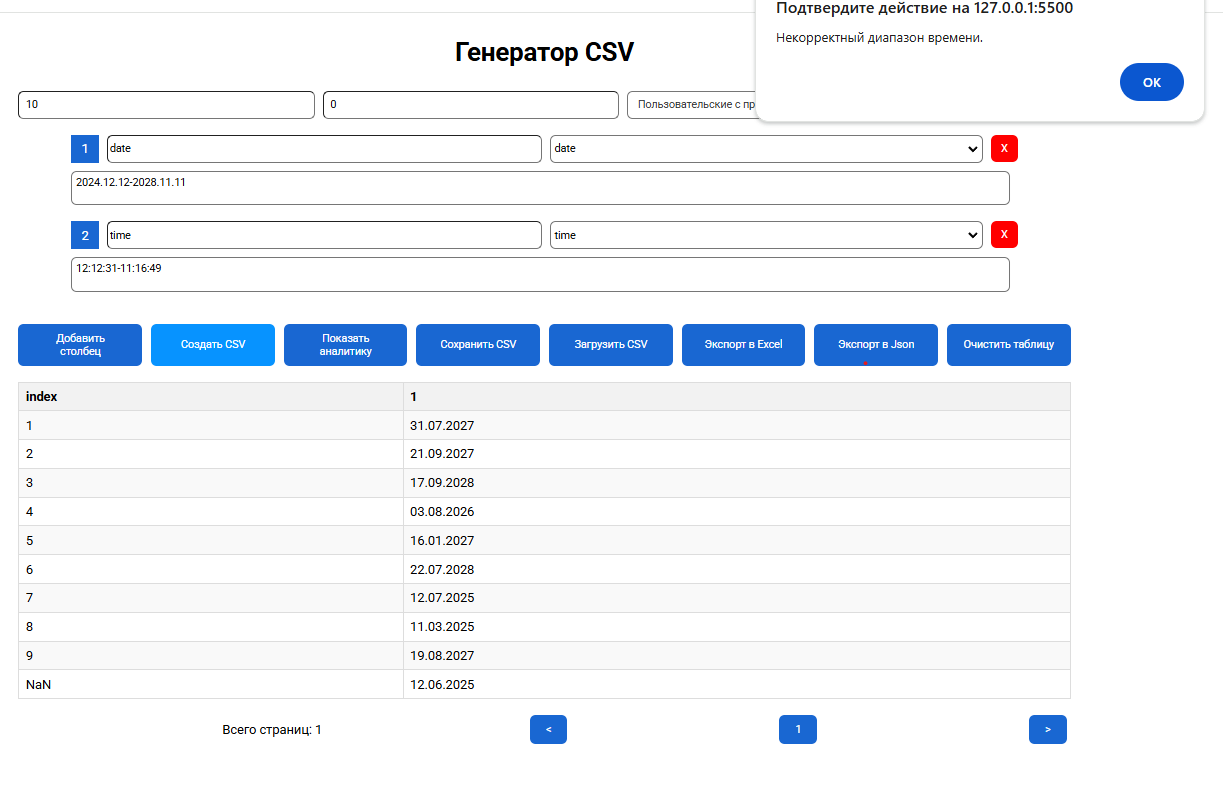 Подтвердите действие на 127.0.0.1:5500
Некорректный диапазон времени.
OK
Генератор CSV
10 0 Пользовательские с
1 date date X
2024.12.12-2028.11.11
2 time time X
12:12:31-11:16:49
Добавить столбец
Создать CSV
Показать аналитику
Сохранить CSV
Загрузить CSV
Экспорт в Excel
Экспорт в Json
Очистить таблицу
index 1
1 31.07.2027
2 21.09.2027
3 17.09.2028
4 03.08.2026
5 16.01.2027
6 22.07.2028
7 12.07.2025
8 11.03.2025
9 19.08.2027
NaN 12.06.2025
Всего страниц: 1 < 1 >